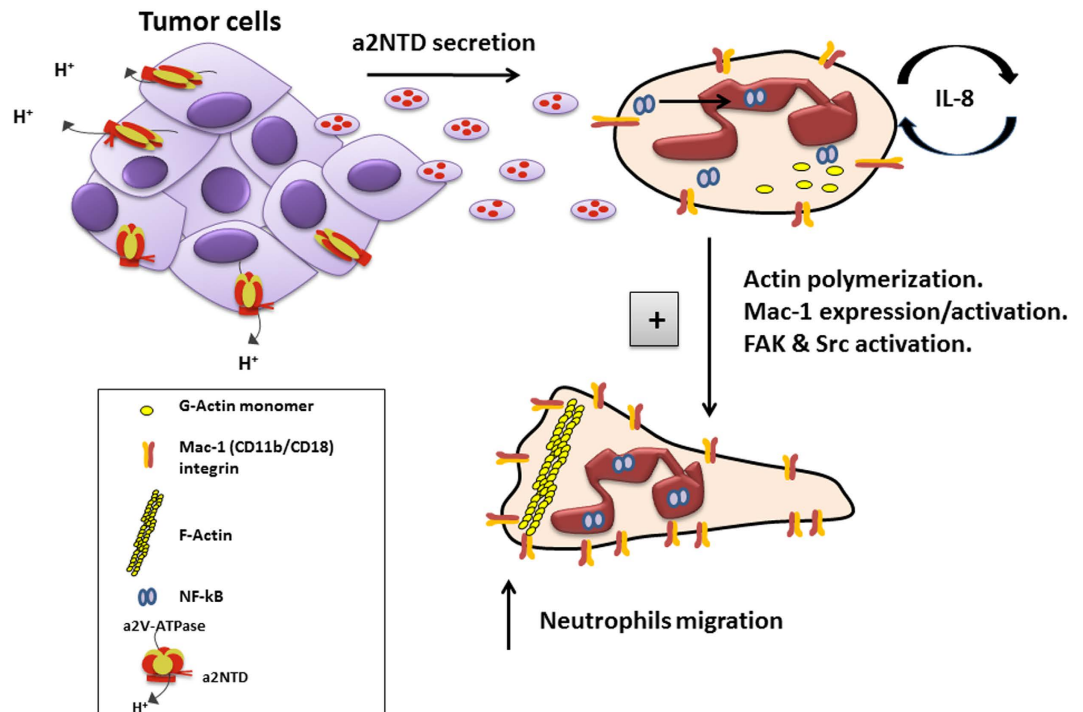 Tumor cells
a2NTD secretion
H⁺
H⁺
H⁺
IL-8
Actin polymerization.
Mac-1 expression/activation.
FAK & Src activation.
+
Neutrophils migration
G-Actin monomer
Mac-1 (CD11b/CD18)
integrin
F-Actin
NF-kB
a2V-ATPase
a2NTD
H⁺